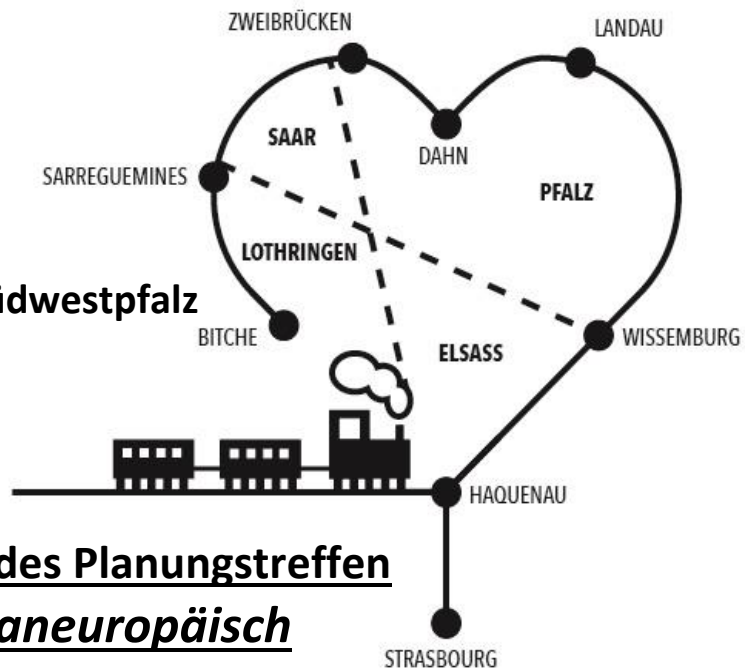 ZWEIBRÜCKEN
LANDAU
SAAR
DAHN
SARREGUEMINES
PFALZ
LOTHRINGEN
üdwestpfalz
BITCHE
WISSEMBURG
ELSASS
HAQUENAU
des Planungstreffen
aneuropäisch
STRASBOURG